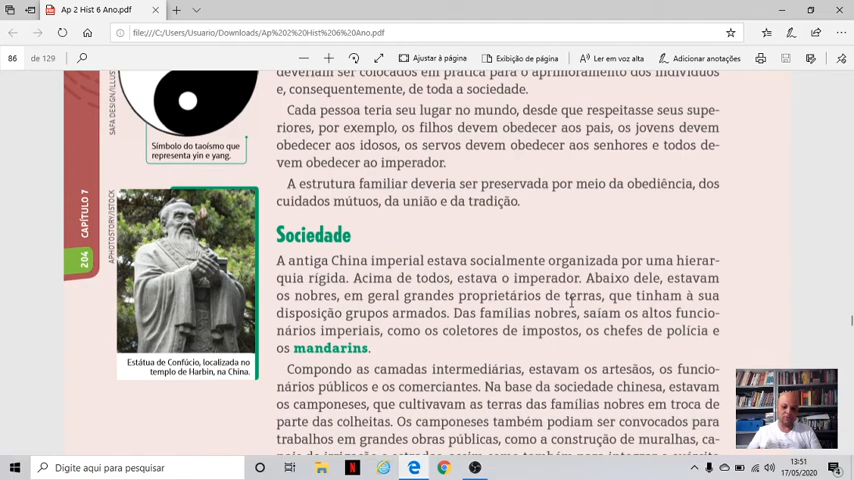 Ap 2 Hist 6 Ano.pdf
file:///C:/Users/Usuario/Downloads/Ap%202%20Hist%206%20Ano.pdf
86 de 129
Ajustar à página
Exibição de página
Ler em voz alta
Adicionar anotações
deveriam ser colocados em prática para o aprimoramento dos indivíduos
e, consequentemente, de toda a sociedade.
Cada pessoa teria seu lugar no mundo, desde que respeitasse seus supe-
riores, por exemplo, os filhos devem obedecer aos pais, os jovens devem
obedecer aos idosos, os servos devem obedecer aos senhores e todos de-
vem obedecer ao imperador.
A estrutura familiar deveria ser preservada por meio da obediência, dos
cuidados mútuos, da união e da tradição.
Sociedade
A antiga China imperial estava socialmente organizada por uma hierar-
quia rígida. Acima de todos, estava o imperador. Abaixo dele, estavam
os nobres, em geral grandes proprietários de terras, que tinham à sua
disposição grupos armados. Das famílias nobres, saíam os altos funcio-
nários imperiais, como os coletores de impostos, os chefes de polícia e
os mandarins.
Compondo as camadas intermediárias, estavam os artesãos, os funcio-
nários públicos e os comerciantes. Na base da sociedade chinesa, estavam
os camponeses, que cultivavam as terras das famílias nobres em troca de
parte das colheitas. Os camponeses também podiam ser convocados para
trabalhos em grandes obras públicas, como a construção de muralhas, ca-
SAFA DESIGN/ILLUS
Símbolo do taoísmo que
representa yin e yang.
APHOTOSTORY/ISTOCK
Estátua de Confúcio, localizada no
templo de Harbin, na China.
CAPÍTULO 7
204
Digite aqui para pesquisar
13:51
17/05/2020
4